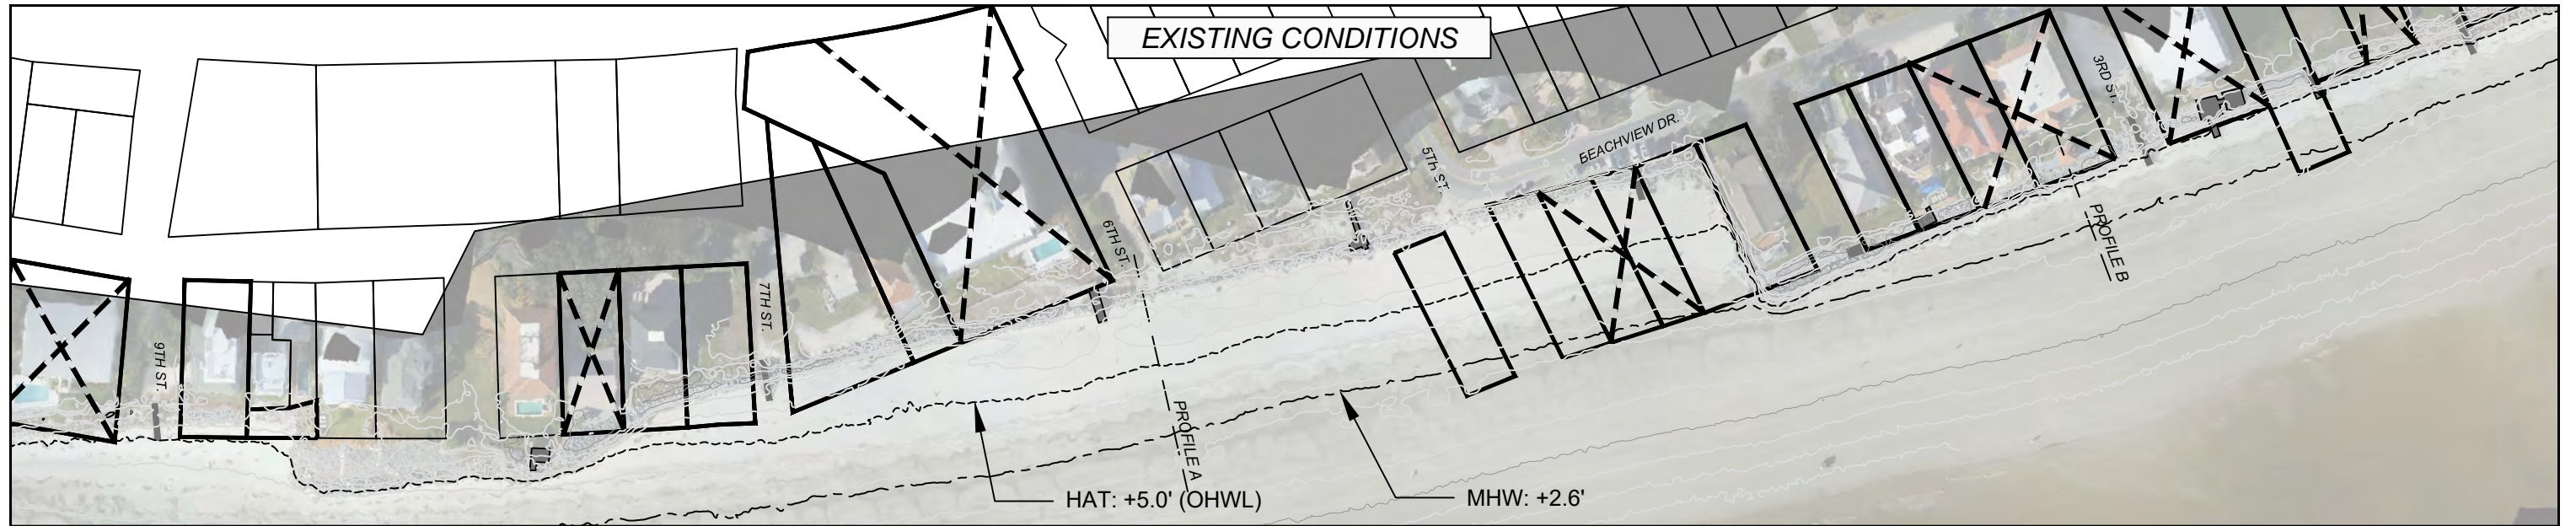 EXISTING CONDITIONS
3RD ST.
BEACHVIEW DR.
5TH ST.
6TH ST.
PROFILE B
7TH ST.
9TH ST.
PROFILE A
HAT: +5.0' (OHWL)
MHW: +2.6'